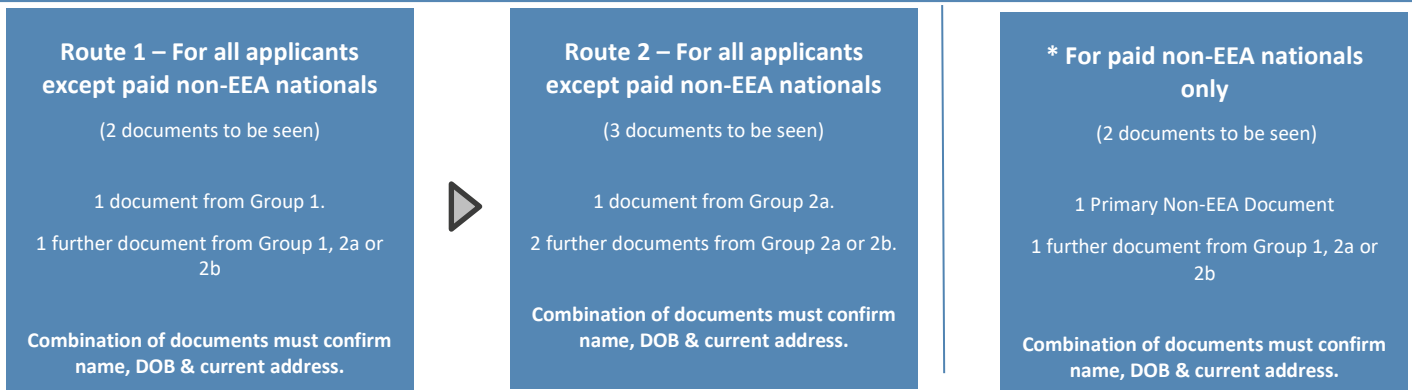 Route 1 – For all applicants
except paid non-EEA nationals
(2 documents to be seen)
1 document from Group 1.
1 further document from Group 1, 2a or
2b
Combination of documents must confirm
name, DOB & current address.
Route 2 – For all applicants
except paid non-EEA nationals
(3 documents to be seen)
1 document from Group 2a.
2 further documents from Group 2a or 2b.
Combination of documents must confirm
name, DOB & current address.
* For paid non-EEA nationals
only
(2 documents to be seen)
1 Primary Non-EEA Document
1 further document from Group 1, 2a or
2b
Combination of documents must confirm
name, DOB & current address.